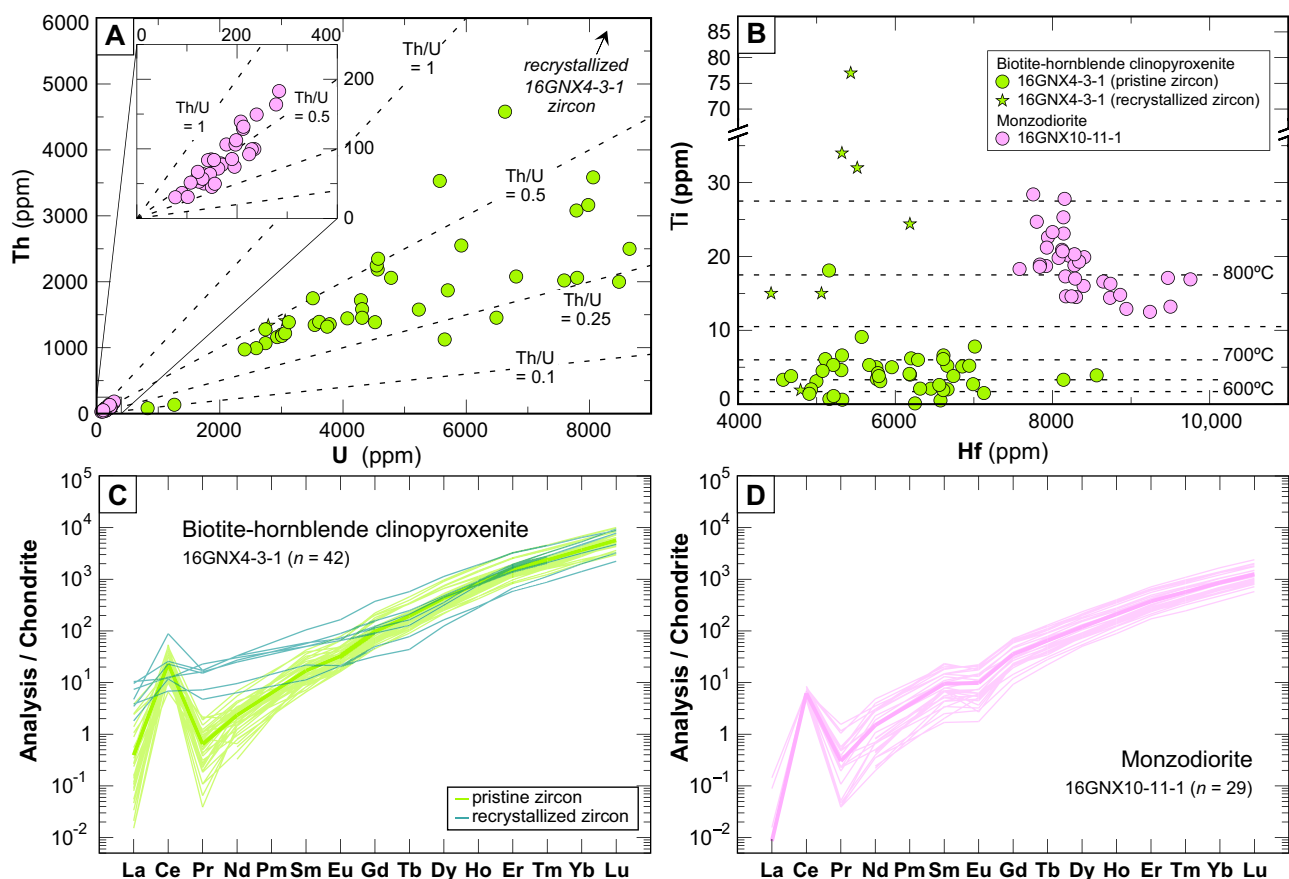 A
Th (ppm)
6000
5000
4000
3000
2000
1000
0
0 2000 4000 6000 8000
U (ppm)
200 400
200
100
0
Th/U
= 1
Th/U
= 0.5
Th/U
= 1
recrystallized
16GNX4-3-1
zircon
Th/U
= 0.5
Th/U
= 0.25
Th/U
= 0.1
B
Ti (ppm)
85
80
75
70
30
20
10
0
4000 6000 8000 10,000
Hf (ppm)
Biotite-hornblende clinopyroxenite
16GNX4-3-1 (pristine zircon)
16GNX4-3-1 (recrystallized zircon)
Monzodiorite
16GNX10-11-1
800ºC
700ºC
600ºC
C
Analysis / Chondrite
10^5
10^4
10^3
10^2
10^1
1
10^-1
10^-2
Biotite-hornblende clinopyroxenite
16GNX4-3-1 (n = 42)
pristine zircon
recrystallized zircon
La Ce Pr Nd Pm Sm Eu Gd Tb Dy Ho Er Tm Yb Lu
D
Analysis / Chondrite
10^5
10^4
10^3
10^2
10^1
1
10^-1
10^-2
Monzodiorite
16GNX10-11-1 (n = 29)
La Ce Pr Nd Pm Sm Eu Gd Tb Dy Ho Er Tm Yb Lu